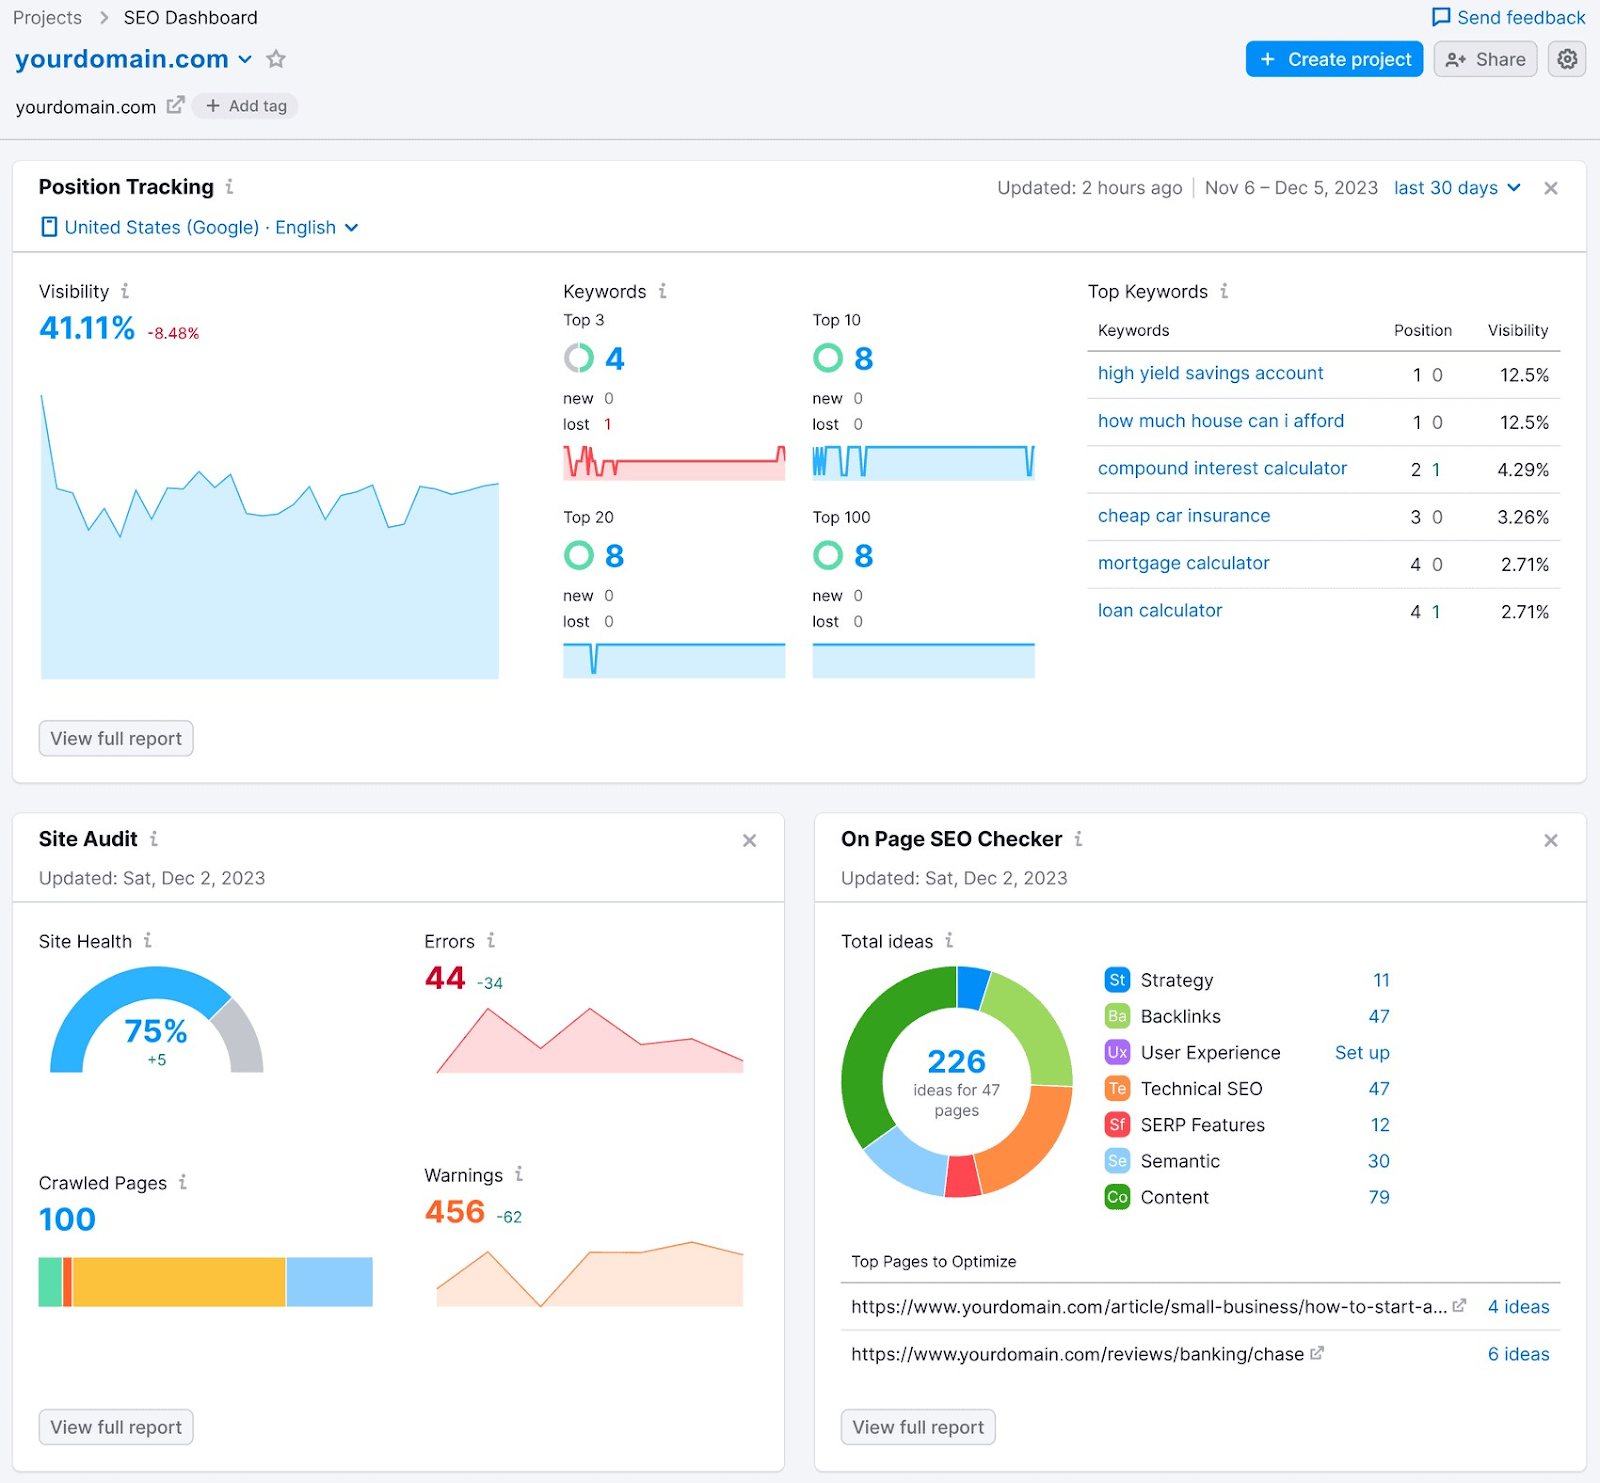 Projects > SEO Dashboard
Send feedback
yourdomain.com
+ Create project
Share
yourdomain.com
+ Add tag
Position Tracking i
Updated: 2 hours ago | Nov 6 – Dec 5, 2023 last 30 days
United States (Google) · English
Visibility i
41.11% -8.48%
Keywords i
Top 3
4
new 0
lost 1
Top 10
8
new 0
lost 0
Top 20
8
new 0
lost 0
Top 100
8
new 0
lost 0
Top Keywords i
Keywords Position Visibility
high yield savings account 1 0 12.5%
how much house can i afford 1 0 12.5%
compound interest calculator 2 1 4.29%
cheap car insurance 3 0 3.26%
mortgage calculator 4 0 2.71%
loan calculator 4 1 2.71%
View full report
Site Audit i
Updated: Sat, Dec 2, 2023
Site Health i
75%
+5
Errors i
44 -34
Crawled Pages i
100
Warnings i
456 -62
View full report
On Page SEO Checker i
Updated: Sat, Dec 2, 2023
Total ideas i
226
ideas for 47
pages
St Strategy 11
Ba Backlinks 47
Ux User Experience Set up
Te Technical SEO 47
Sf SERP Features 12
Se Semantic 30
Co Content 79
Top Pages to Optimize
https://www.yourdomain.com/article/small-business/how-to-start-a... 4 ideas
https://www.yourdomain.com/reviews/banking/chase 6 ideas
View full report